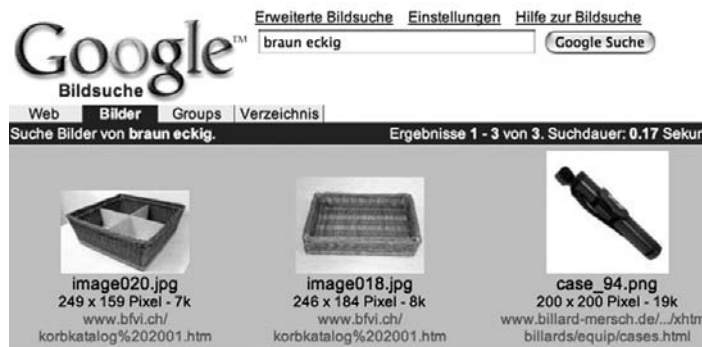 Erweiterte Bildsuche Einstellungen Hilfe zur Bildsuche
Google™
braun eckig
Google Suche
Bildsuche
Web Bilder Groups Verzeichnis
Suche Bilder von braun eckig. Ergebnisse 1 - 3 von 3. Suchdauer: 0.17 Sekun
image020.jpg
249 x 159 Pixel - 7k
www.bfvi.ch/
korbkatalog%202001.htm
image018.jpg
246 x 184 Pixel - 8k
www.bfvi.ch/
korbkatalog%202001.htm
case_94.png
200 x 200 Pixel - 19k
www.billard-mersch.de/.../xhtm
billards/equip/cases.html